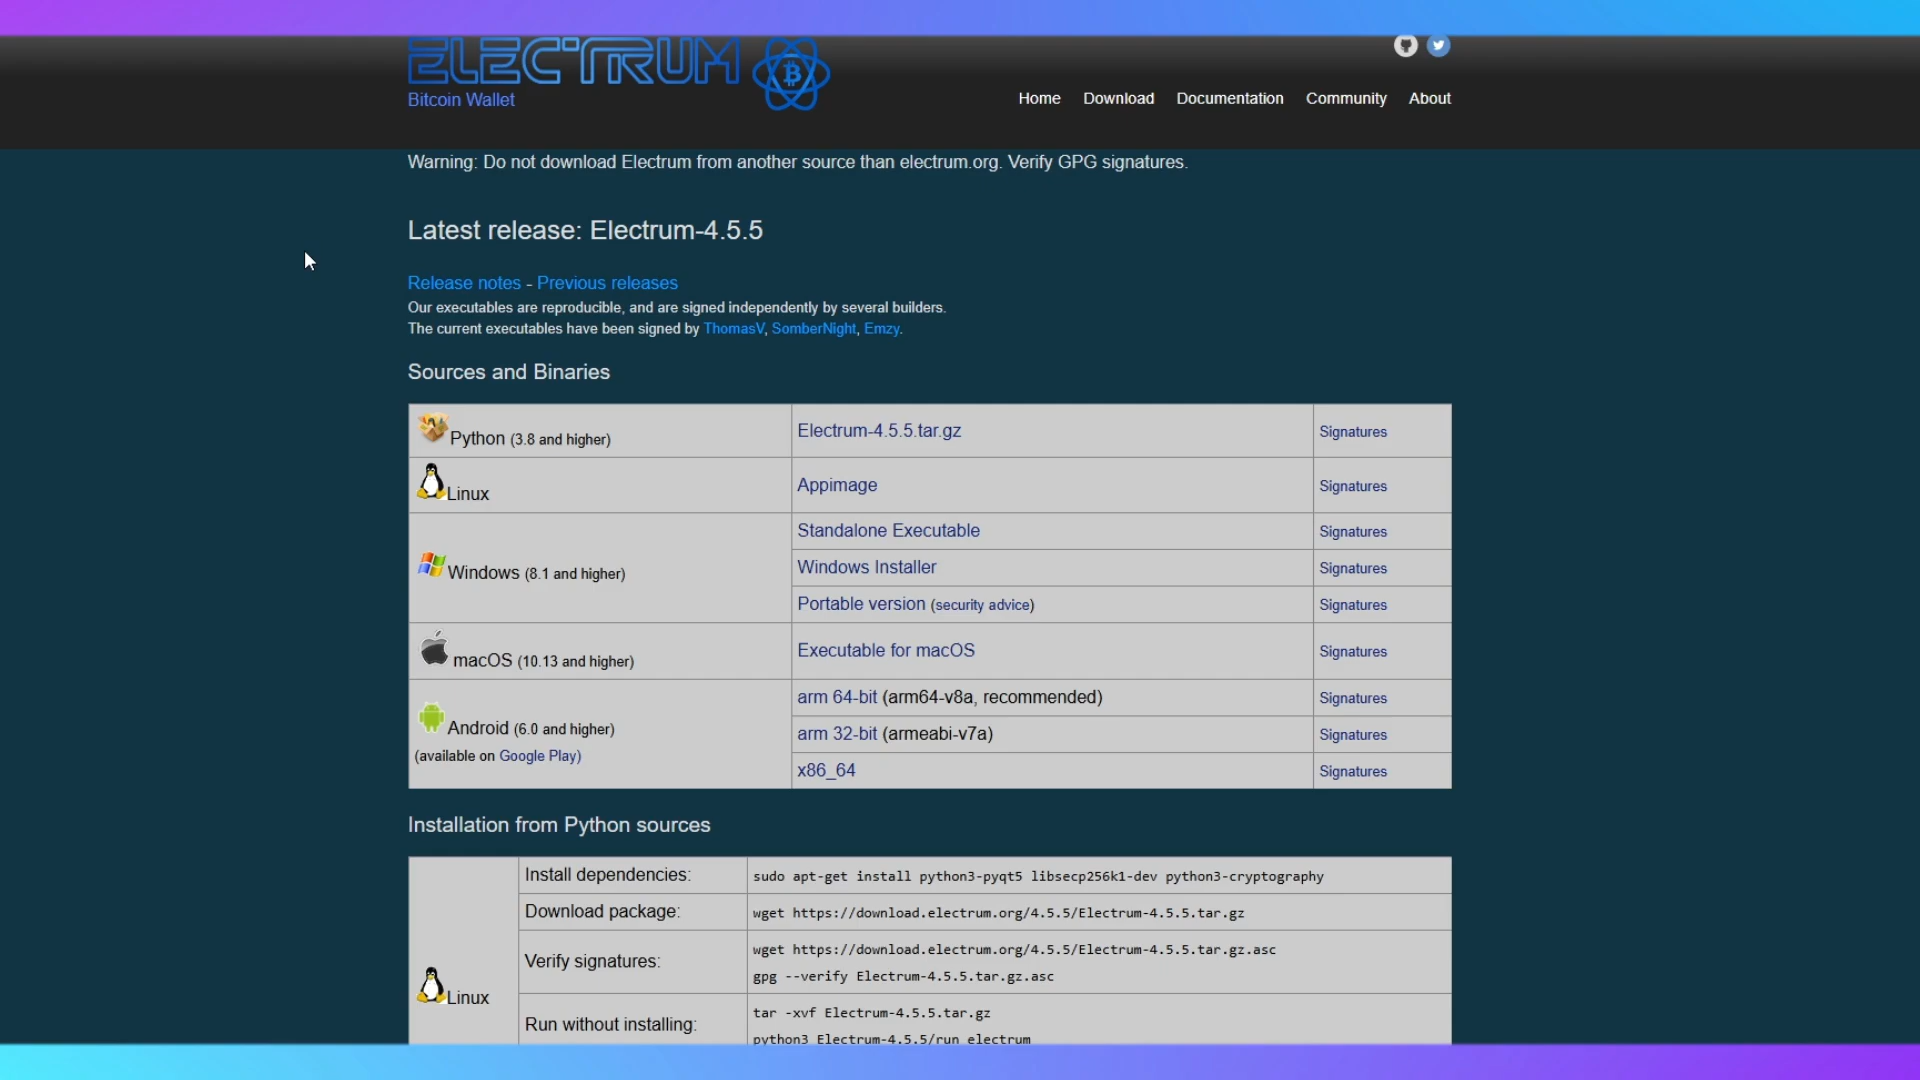 ELECTRUM
Bitcoin Wallet
Home Download Documentation Community About
Warning: Do not download Electrum from another source than electrum.org. Verify GPG signatures.
Latest release: Electrum-4.5.5
Release notes - Previous releases
Our executables are reproducible, and are signed independently by several builders.
The current executables have been signed by ThomasV, SomberNight, Emzy.
Sources and Binaries
Python (3.8 and higher) Electrum-4.5.5.tar.gz Signatures
Linux Appimage Signatures
Standalone Executable Signatures
Windows (8.1 and higher) Windows Installer Signatures
Portable version (security advice) Signatures
macOS (10.13 and higher) Executable for macOS Signatures
arm 64-bit (arm64-v8a, recommended) Signatures
Android (6.0 and higher) arm 32-bit (armeabi-v7a) Signatures
(available on Google Play) x86_64 Signatures
Installation from Python sources
Install dependencies: sudo apt-get install python3-pyqt5 libsecp256k1-dev python3-cryptography
Download package: wget https://download.electrum.org/4.5.5/Electrum-4.5.5.tar.gz
Verify signatures: wget https://download.electrum.org/4.5.5/Electrum-4.5.5.tar.gz.asc
gpg --verify Electrum-4.5.5.tar.gz.asc
Linux
Run without installing: tar -xvf Electrum-4.5.5.tar.gz
python3 Electrum-4.5.5/run_electrum